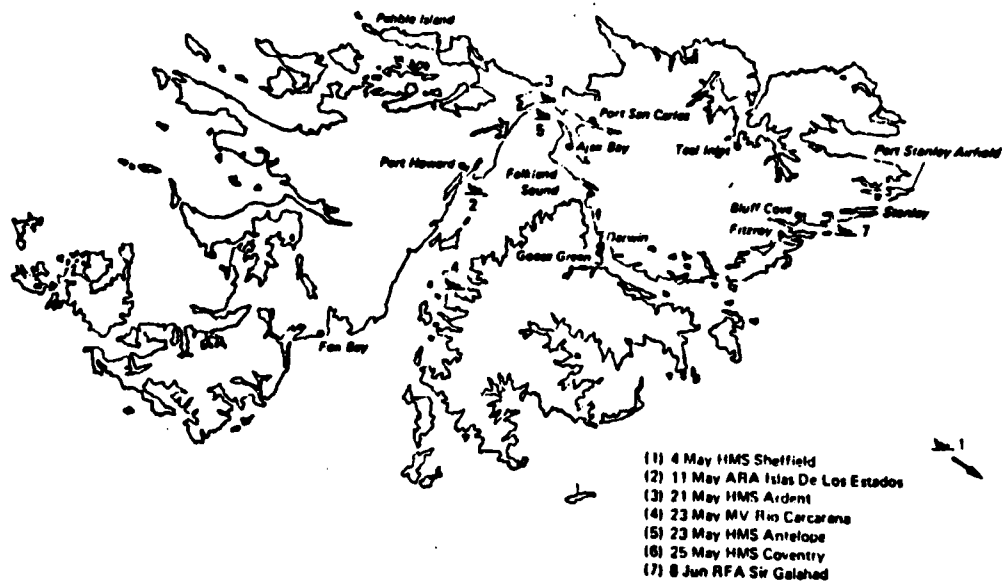 Pebble Island
3
5
Port San Carlos
Ajax Bay
Teal Inlet
Port Stanley Airfield
Port Howard
2
Falkland
Sound
Bluff Cove
Stanley
Fitzroy
7
Darwin
Goose Green
4
Fox Bay
1
(1) 4 May HMS Sheffield
(2) 11 May ARA Islas De Los Estados
(3) 21 May HMS Ardent
(4) 23 May MV Rio Carcarana
(5) 23 May HMS Antelope
(6) 25 May HMS Coventry
(7) 8 Jun RFA Sir Galahad